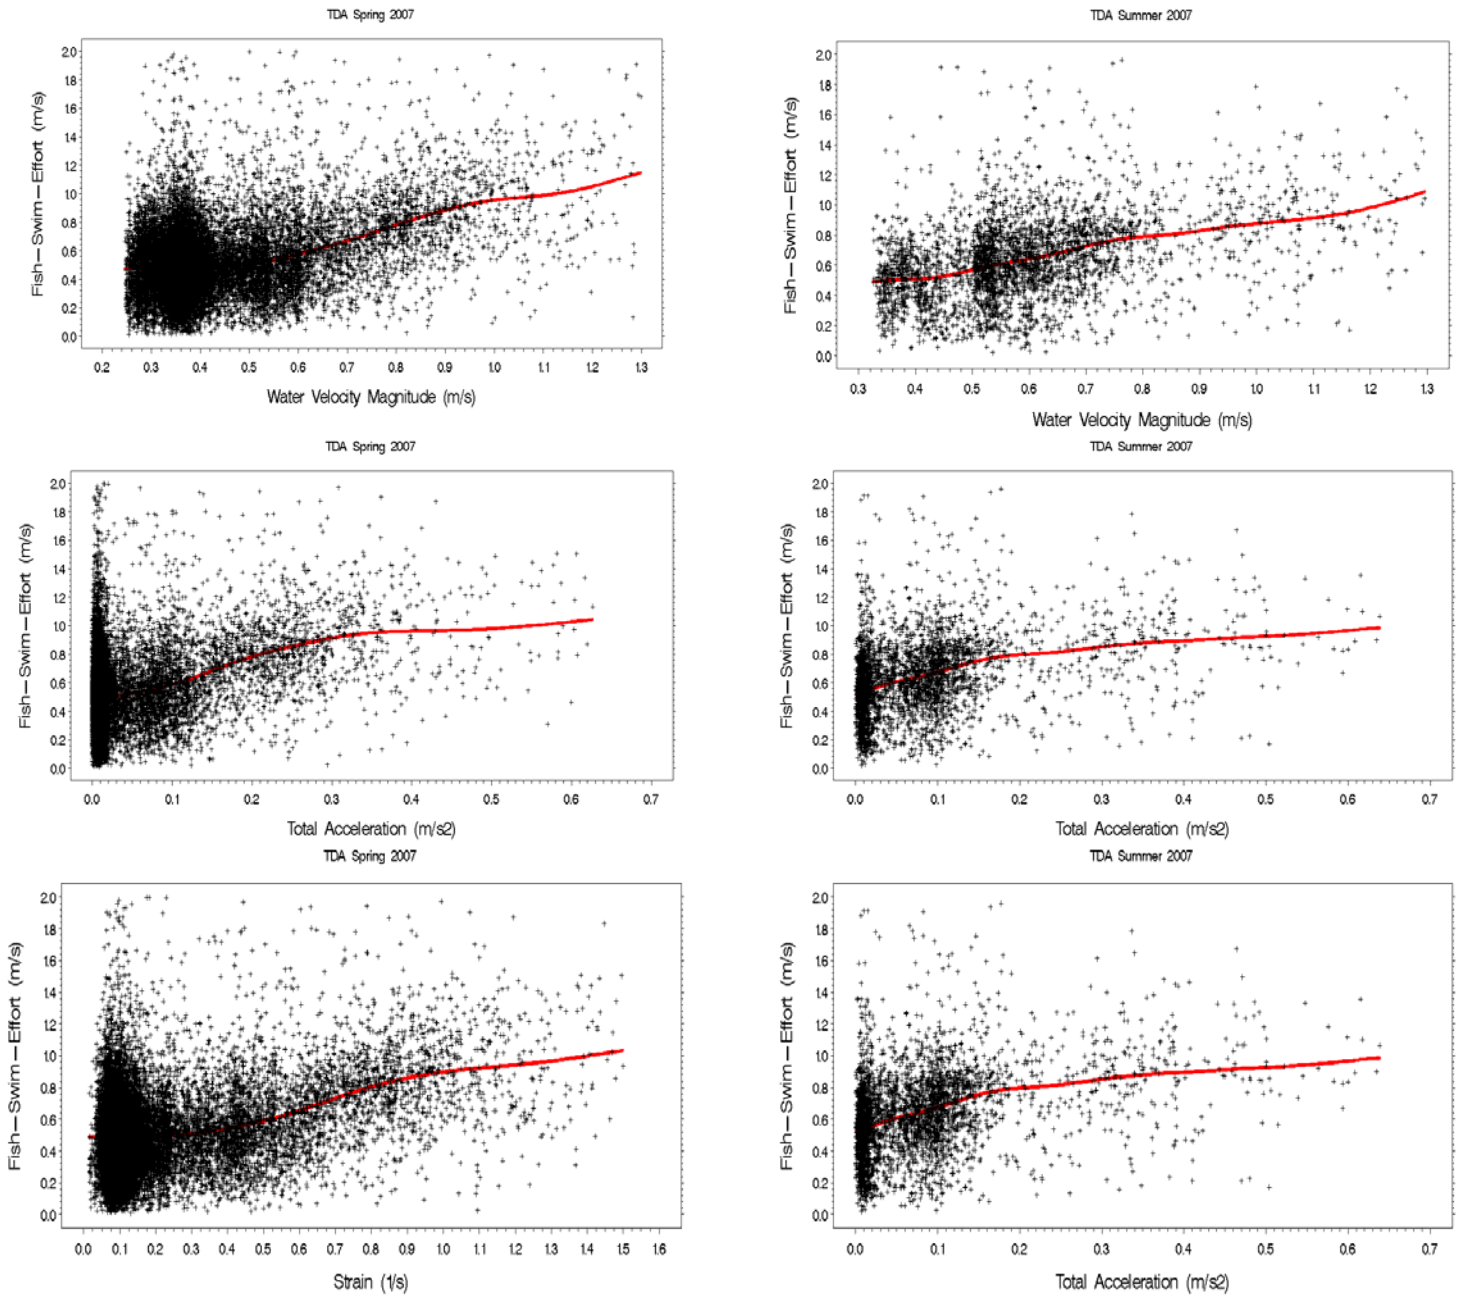 TDA Spring 2007
TDA Summer 2007
Fish-Swim-Effort (m/s)
2.0
1.8
1.6
1.4
1.2
1.0
0.8
0.6
0.4
0.2
0.0
0.2 0.3 0.4 0.5 0.6 0.7 0.8 0.9 1.0 1.1 1.2 1.3
Water Velocity Magnitude (m/s)
Fish-Swim-Effort (m/s)
2.0
1.8
1.6
1.4
1.2
1.0
0.8
0.6
0.4
0.2
0.0
0.3 0.4 0.5 0.6 0.7 0.8 0.9 1.0 1.1 1.2 1.3
Water Velocity Magnitude (m/s)
TDA Spring 2007
TDA Summer 2007
Fish-Swim-Effort (m/s)
2.0
1.8
1.6
1.4
1.2
1.0
0.8
0.6
0.4
0.2
0.0
0.0 0.1 0.2 0.3 0.4 0.5 0.6 0.7
Total Acceleration (m/s2)
Fish-Swim-Effort (m/s)
2.0
1.8
1.6
1.4
1.2
1.0
0.8
0.6
0.4
0.2
0.0
0.0 0.1 0.2 0.3 0.4 0.5 0.6 0.7
Total Acceleration (m/s2)
TDA Spring 2007
TDA Summer 2007
Fish-Swim-Effort (m/s)
2.0
1.8
1.6
1.4
1.2
1.0
0.8
0.6
0.4
0.2
0.0
0.0 0.1 0.2 0.3 0.4 0.5 0.6 0.7 0.8 0.9 1.0 1.1 1.2 1.3 1.4 1.5 1.6
Strain (1/s)
Fish-Swim-Effort (m/s)
2.0
1.8
1.6
1.4
1.2
1.0
0.8
0.6
0.4
0.2
0.0
0.0 0.1 0.2 0.3 0.4 0.5 0.6 0.7
Total Acceleration (m/s2)